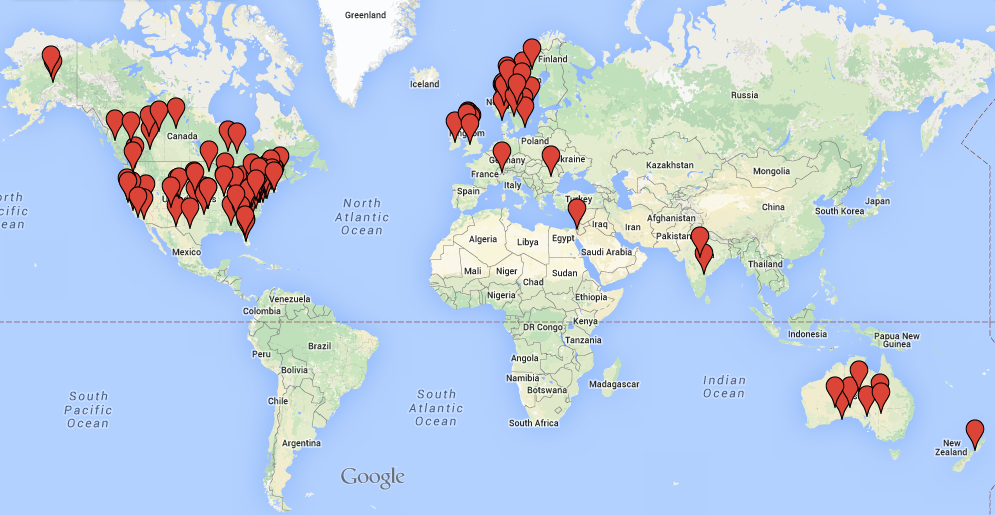 Greenland
Iceland
Finland
Russia
Canada
Poland
Ukraine
France
Italy
Spain
Turkey
Kazakhstan
Mongolia
China
Japan
South Korea
Afghanistan
Iraq
Iran
Pakistan
North
Atlantic
Ocean
Mexico
Algeria
Libya
Egypt
Saudi Arabia
Thailand
Mali
Niger
Chad
Sudan
Nigeria
Ethiopia
Venezuela
Colombia
DR Congo
Kenya
Tanzania
Indonesia
Papua New
Guinea
Peru
Brazil
Bolivia
Angola
Namibia
Botswana
Madagascar
South
Pacific
Ocean
South
Atlantic
Ocean
Indian
Ocean
Chile
Argentina
South Africa
New
Zealand
Google